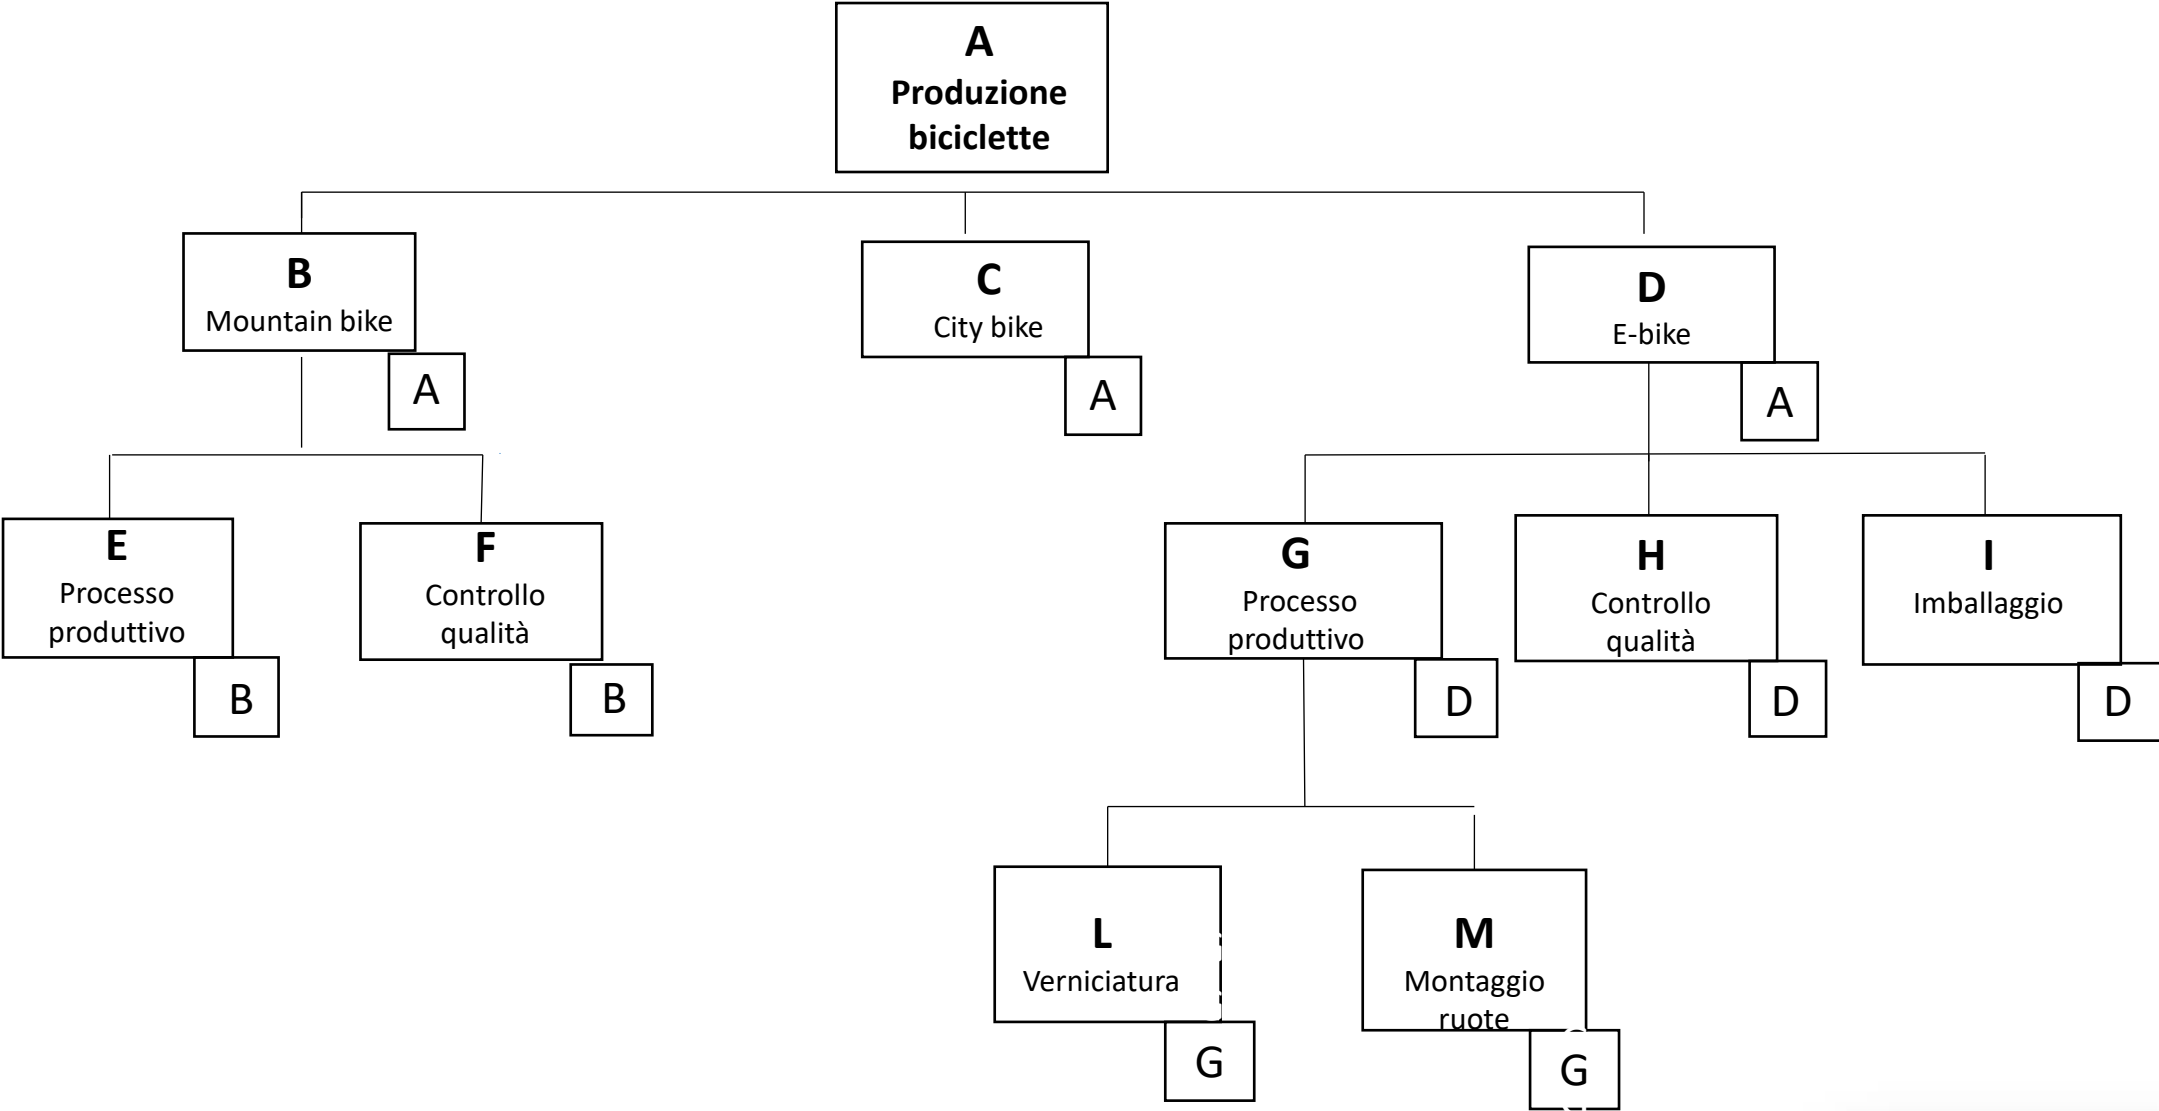 A
Produzione
biciclette
B
Mountain bike
A
C
City bike
A
D
E-bike
A
E
Processo
produttivo
B
F
Controllo
qualità
B
G
Processo
produttivo
D
H
Controllo
qualità
D
I
Imballaggio
D
L
Verniciatura
G
M
Montaggio
ruote
G